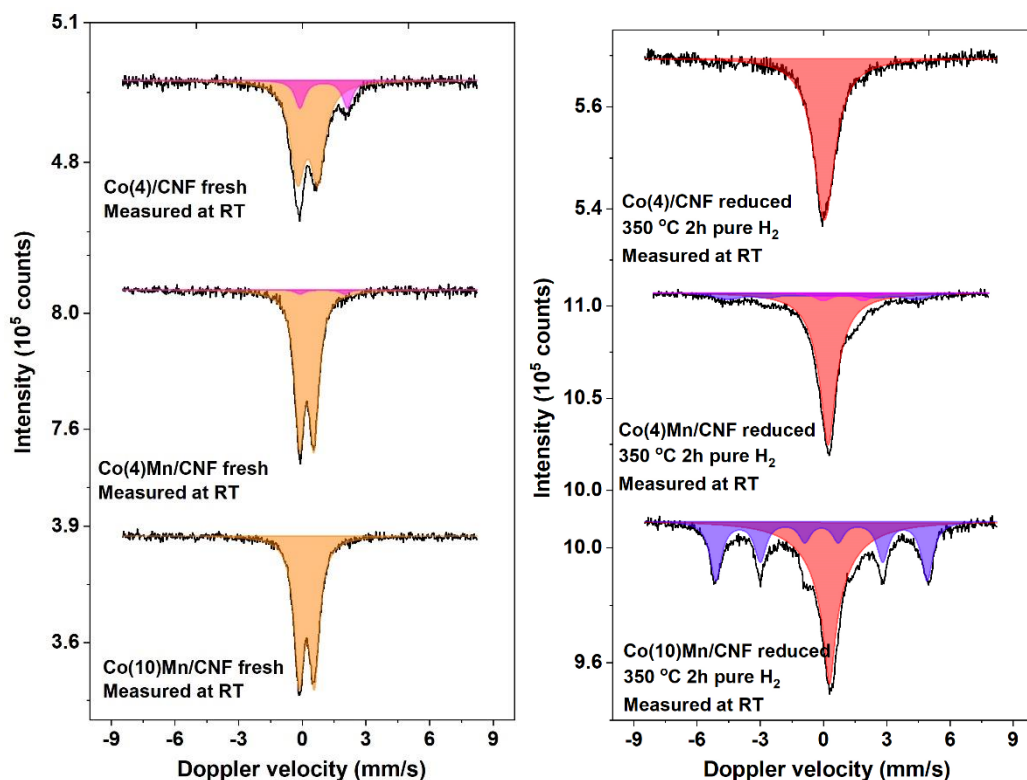 5.1
4.8
Co(4)/CNF fresh
Measured at RT
8.0
7.6
Co(4)Mn/CNF fresh
Measured at RT
3.9
3.6
Co(10)Mn/CNF fresh
Measured at RT
Intensity (10⁵ counts)
-9 -6 -3 0 3 6 9
Doppler velocity (mm/s)
5.6
5.4
Co(4)/CNF reduced
350 °C 2h pure H₂
Measured at RT
11.0
10.5
Co(4)Mn/CNF reduced
350 °C 2h pure H₂
Measured at RT
10.0
10.0
9.6
Co(10)Mn/CNF reduced
350 °C 2h pure H₂
Measured at RT
Intensity (10⁵ counts)
-9 -6 -3 0 3 6 9
Doppler velocity (mm/s)